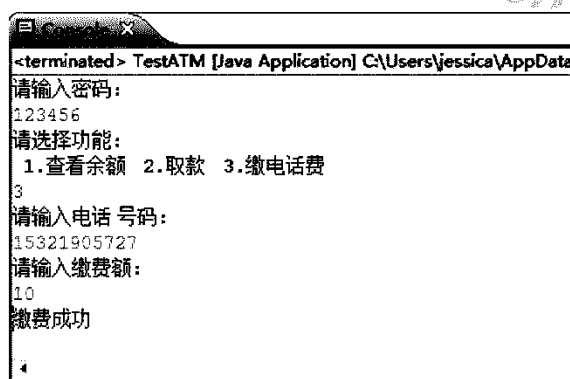 Console
<terminated> TestATM [Java Application] C:\Users\jessica\AppData
请输入密码：
123456
请选择功能：
1.查看余额 2.取款 3.缴电话费
3
请输入电话 号码：
15321905727
请输入缴费额：
10
缴费成功